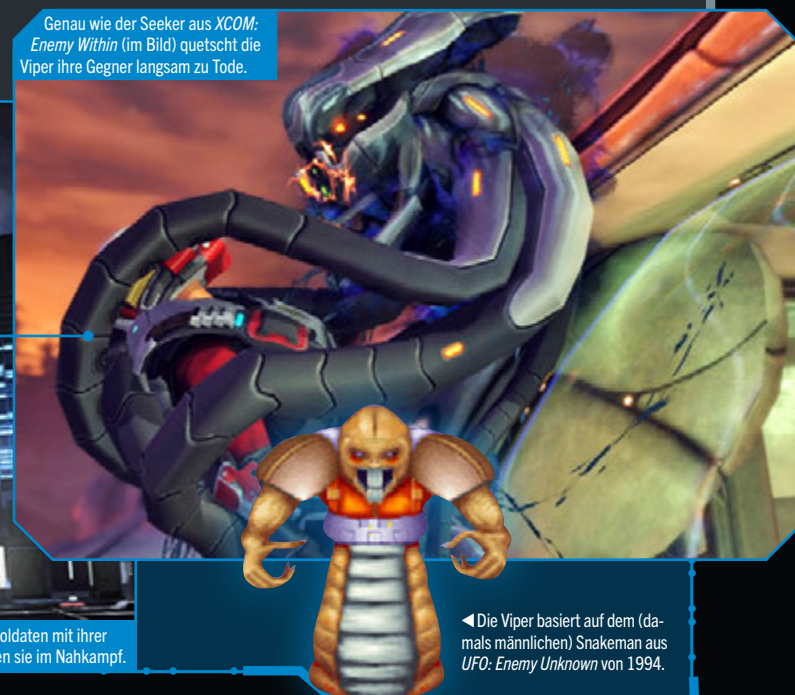 Genau wie der Seeker aus XCOM:
Enemy Within (im Bild) quetscht die
Viper ihre Gegner langsam zu Tode.
oldaten mit ihrer
en sie im Nahkampf.
◄Die Viper basiert auf dem (da-
mals männlichen) Snakeman aus
UFO: Enemy Unknown von 1994.